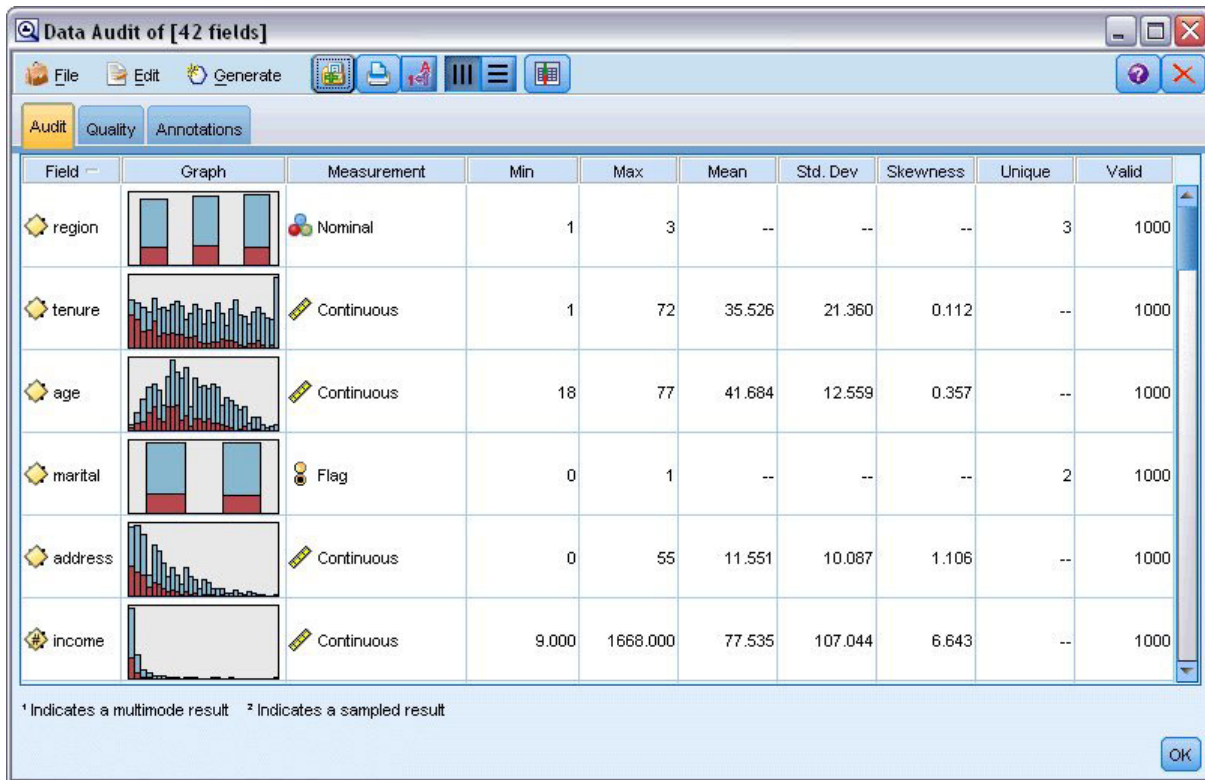 Data Audit of [42 fields]
File Edit Generate
Audit Quality Annotations
Field Graph Measurement Min Max Mean Std. Dev Skewness Unique Valid
region Nominal 1 3 -- -- -- 3 1000
tenure Continuous 1 72 35.526 21.360 0.112 -- 1000
age Continuous 18 77 41.684 12.559 0.357 -- 1000
marital Flag 0 1 -- -- -- 2 1000
address Continuous 0 55 11.551 10.087 1.106 -- 1000
income Continuous 9.000 1668.000 77.535 107.044 6.643 -- 1000
¹ Indicates a multimode result ² Indicates a sampled result
OK